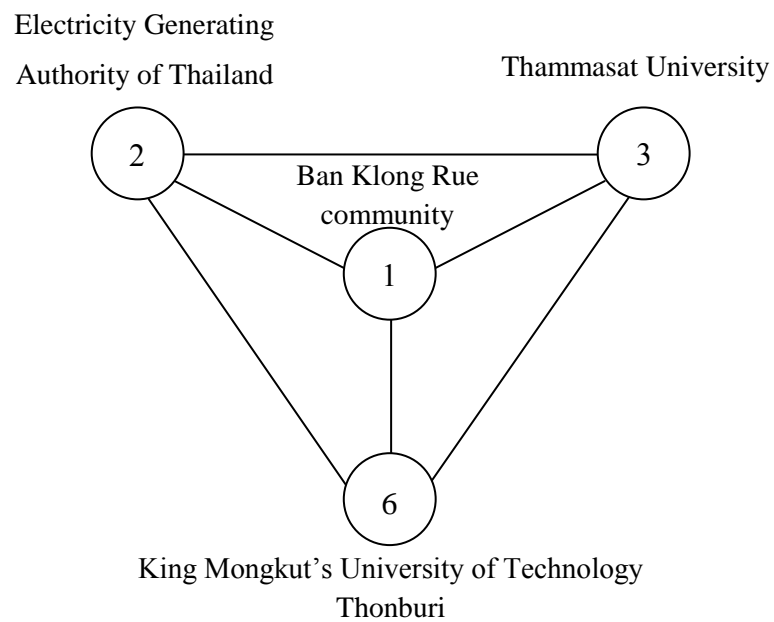 Electricity Generating
Authority of Thailand
Thammasat University
2
3
Ban Klong Rue
community
1
6
King Mongkut’s University of Technology
Thonburi